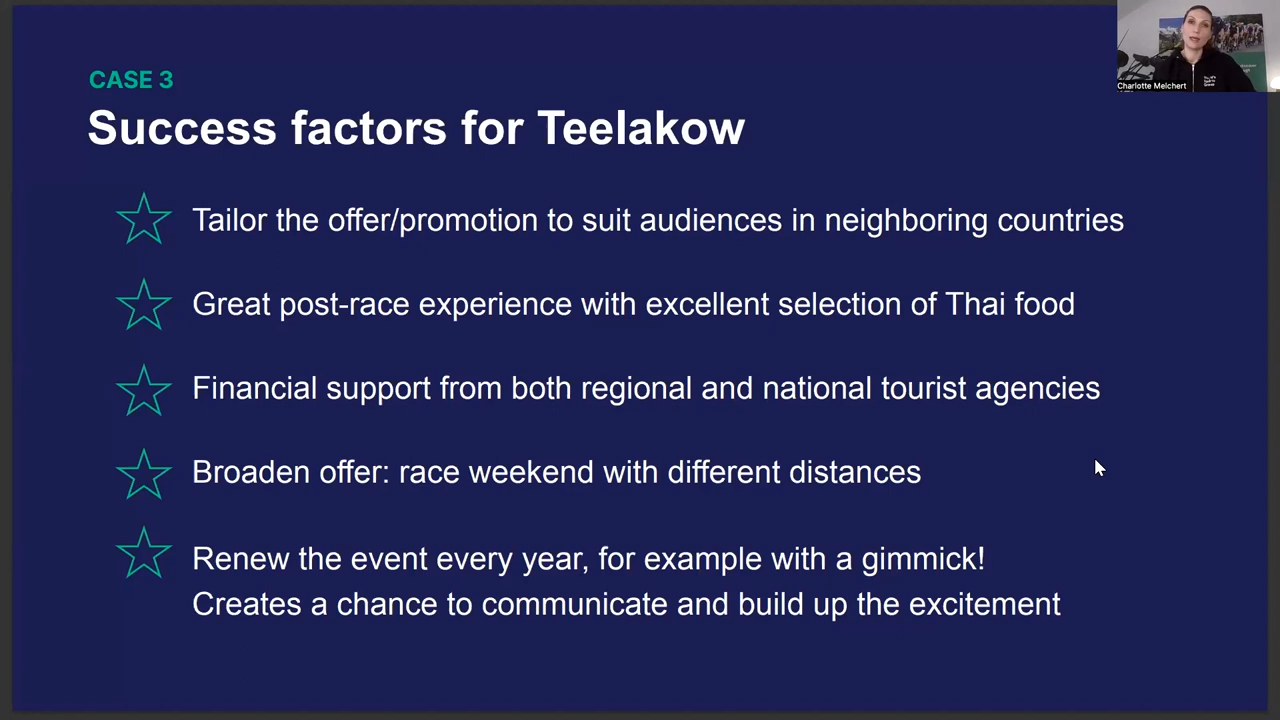 CASE 3
Success factors for Teelakow
Tailor the offer/promotion to suit audiences in neighboring countries
Great post-race experience with excellent selection of Thai food
Financial support from both regional and national tourist agencies
Broaden offer: race weekend with different distances
Renew the event every year, for example with a gimmick!
Creates a chance to communicate and build up the excitement
Charlotte Melchert